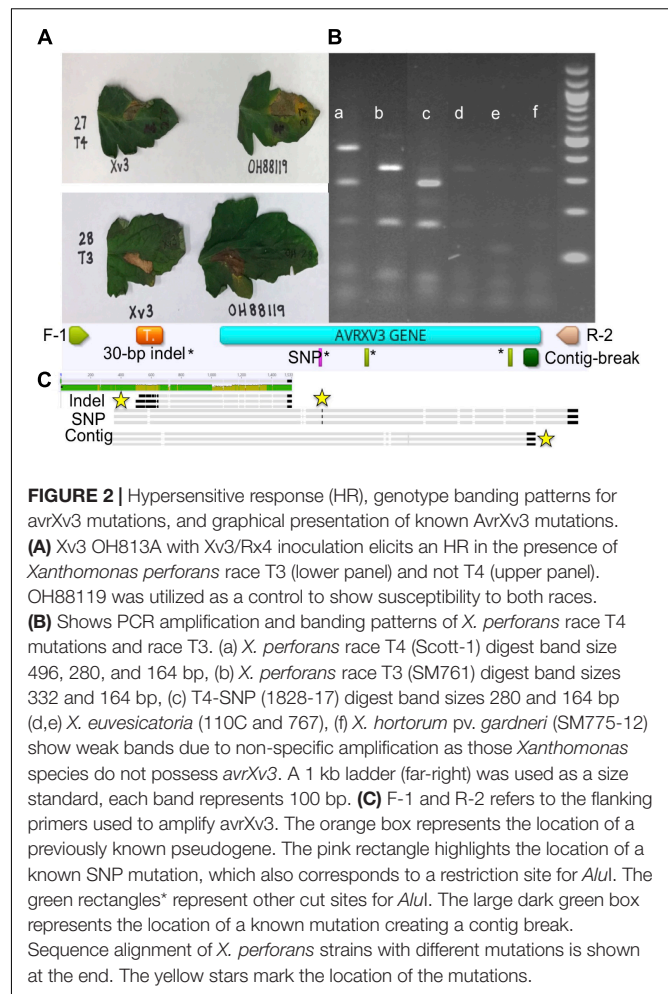 A
B
27
T4
Xv3
OH88119
28
T3
Xv3
OH88119
a
b
c
d
e
f
F-1
T.
AVRXV3 GENE
R-2
30-bp indel*
SNP*
*
*
Contig-break
C
Indel
SNP
Contig
FIGURE 2 | Hypersensitive response (HR), genotype banding patterns for
avrXv3 mutations, and graphical presentation of known AvrXv3 mutations.
(A) Xv3 OH813A with Xv3/Rx4 inoculation elicits an HR in the presence of
Xanthomonas perforans race T3 (lower panel) and not T4 (upper panel).
OH88119 was utilized as a control to show susceptibility to both races.
(B) Shows PCR amplification and banding patterns of X. perforans race T4
mutations and race T3. (a) X. perforans race T4 (Scott-1) digest band size
496, 280, and 164 bp, (b) X. perforans race T3 (SM761) digest band sizes
332 and 164 bp, (c) T4-SNP (1828-17) digest band sizes 280 and 164 bp
(d,e) X. euvesicatoria (110C and 767), (f) X. hortorum pv. gardneri (SM775-12)
show weak bands due to non-specific amplification as those Xanthomonas
species do not possess avrXv3. A 1 kb ladder (far-right) was used as a size
standard, each band represents 100 bp. (C) F-1 and R-2 refers to the flanking
primers used to amplify avrXv3. The orange box represents the location of a
previously known pseudogene. The pink rectangle highlights the location of a
known SNP mutation, which also corresponds to a restriction site for AluI. The
green rectangles* represent other cut sites for AluI. The large dark green box
represents the location of a known mutation creating a contig break.
Sequence alignment of X. perforans strains with different mutations is shown
at the end. The yellow stars mark the location of the mutations.